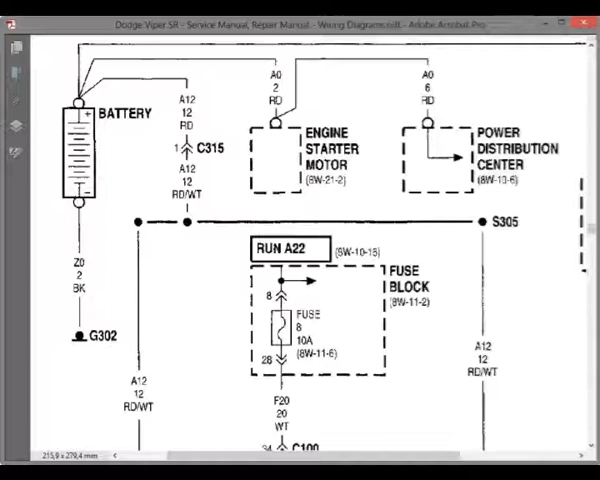 Dodge Viper SR - Service Manual, Repair Manual - Wiring Diagrams.pdf - Adobe Acrobat Pro
A0
2
RD
A0
6
RD
A12
12
RD
BATTERY
+
-
1
C315
A12
12
RD/WT
ENGINE
STARTER
MOTOR
(8W-21-2)
POWER
DISTRIBUTION
CENTER
(8W-10-6)
S305
RUN A22
(8W-10-15)
Z0
2
BK
G302
FUSE
BLOCK
(8W-11-2)
8
FUSE
8
10A
(8W-11-6)
28
A12
12
RD/WT
A12
12
RD/WT
F20
20
WT
34
C100
215,9 x 279,4 mm